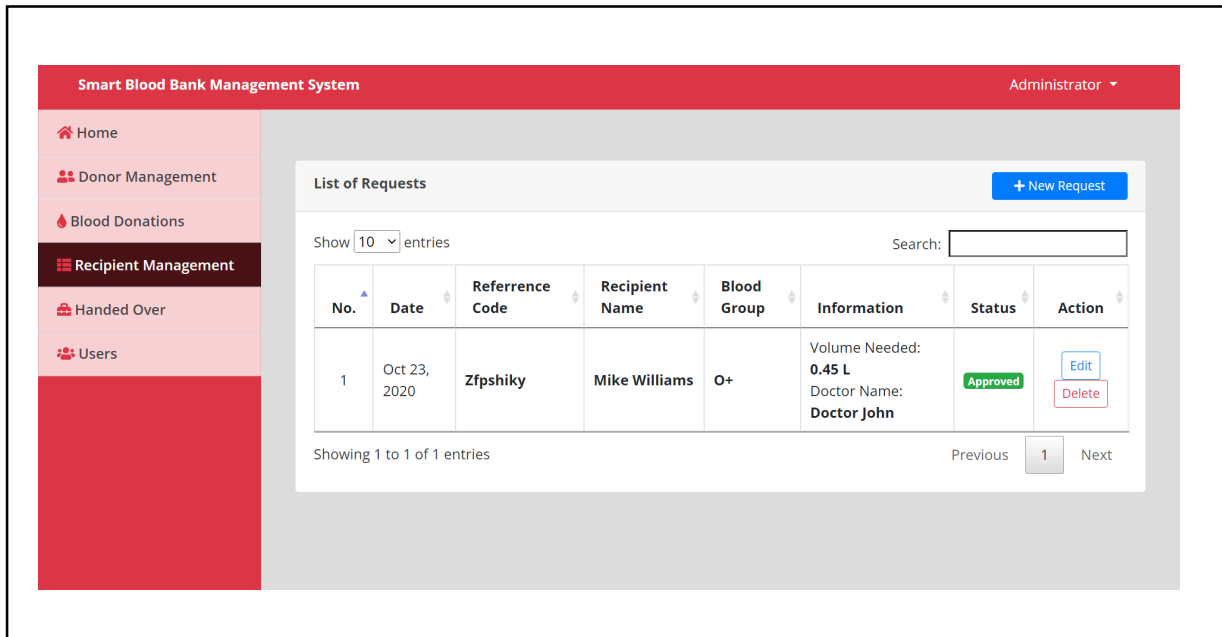 Smart Blood Bank Management System
Administrator
Home
Donor Management
Blood Donations
Recipient Management
Handed Over
Users
List of Requests
+ New Request
Show 10 entries
Search:
No.
Date
Referrence
Code
Recipient
Name
Blood
Group
Information
Status
Action
1
Oct 23,
2020
Zfpshiky
Mike Williams
O+
Volume Needed:
0.45 L
Doctor Name:
Doctor John
Approved
Edit
Delete
Showing 1 to 1 of 1 entries
Previous 1 Next